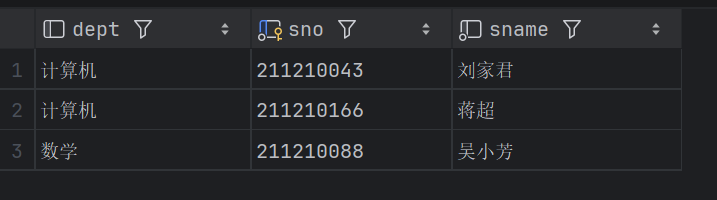 dept sno sname
1 计算机 211210043 刘家君
2 计算机 211210166 蒋超
3 数学 211210088 吴小芳